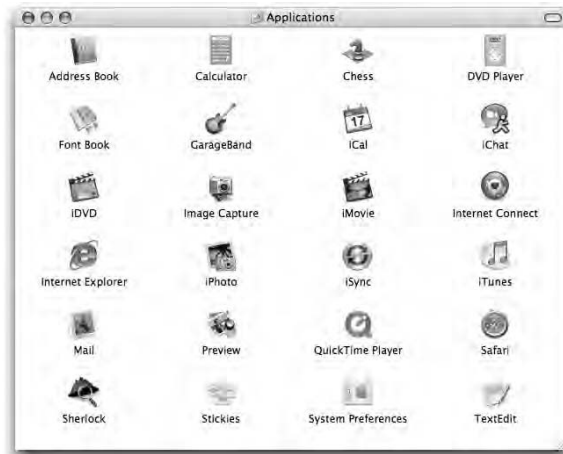 Applications
Address Book Calculator Chess DVD Player
Font Book GarageBand 17 iCal iChat
iDVD Image Capture iMovie Internet Connect
Internet Explorer iPhoto iSync iTunes
Mail Preview QuickTime Player Safari
Sherlock Stickies System Preferences TextEdit